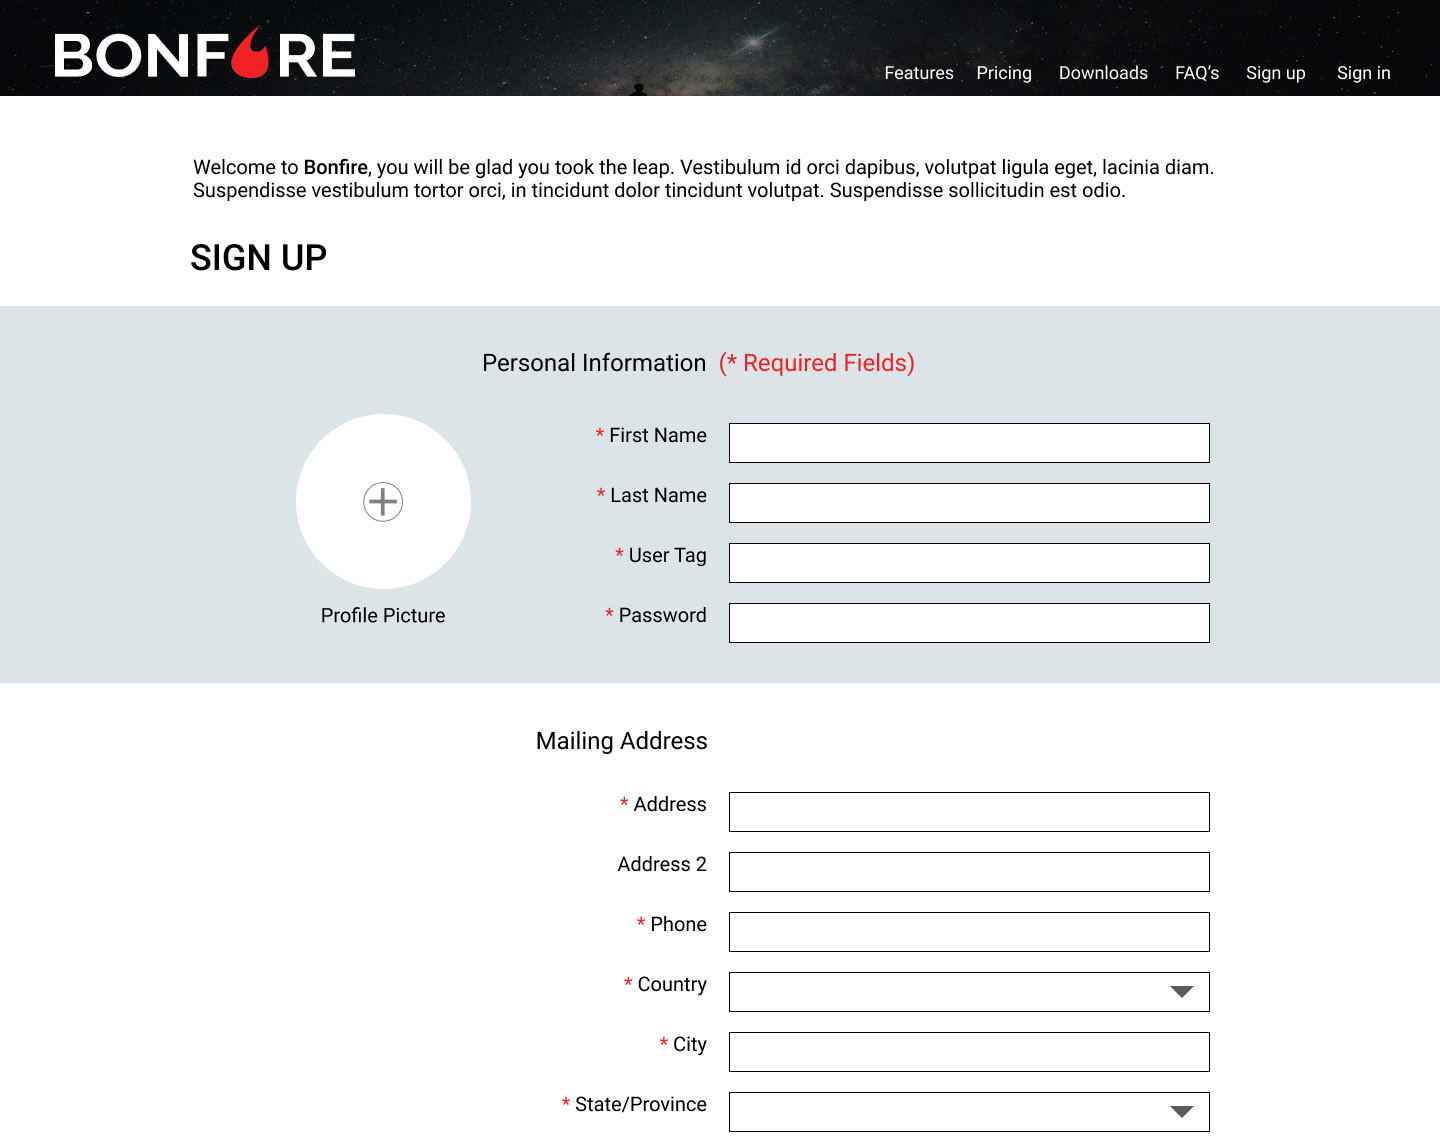 BONFIRE
Features Pricing Downloads FAQ’s Sign up Sign in
Welcome to Bonfire, you will be glad you took the leap. Vestibulum id orci dapibus, volutpat ligula eget, lacinia diam.
Suspendisse vestibulum tortor orci, in tincidunt dolor tincidunt volutpat. Suspendisse sollicitudin est odio.
SIGN UP
Personal Information (* Required Fields)
* First Name
* Last Name
* User Tag
* Password
Profile Picture
Mailing Address
* Address
Address 2
* Phone
* Country
* City
* State/Province